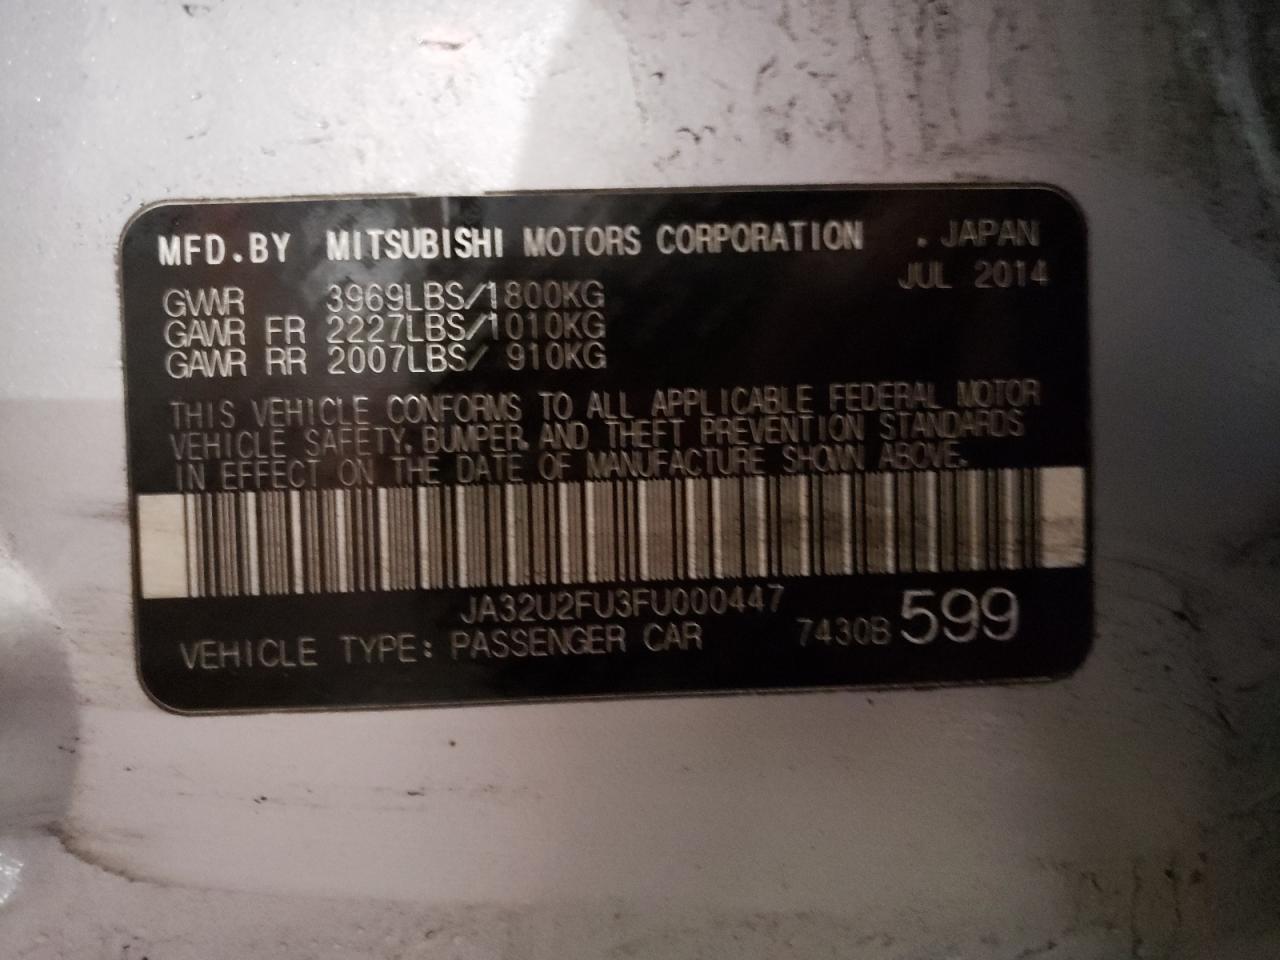 MFD.BY MITSUBISHI MOTORS CORPORATION .JAPAN
JUL 2014
GVWR 3969LBS/1800KG
GAWR FR 2227LBS/1010KG
GAWR RR 2007LBS/ 910KG
THIS VEHICLE CONFORMS TO ALL APPLICABLE FEDERAL MOTOR
VEHICLE SAFETY, BUMPER, AND THEFT PREVENTION STANDARDS
IN EFFECT ON THE DATE OF MANUFACTURE SHOWN ABOVE.
JA32U2FU3FU000447
VEHICLE TYPE: PASSENGER CAR 7430B 599